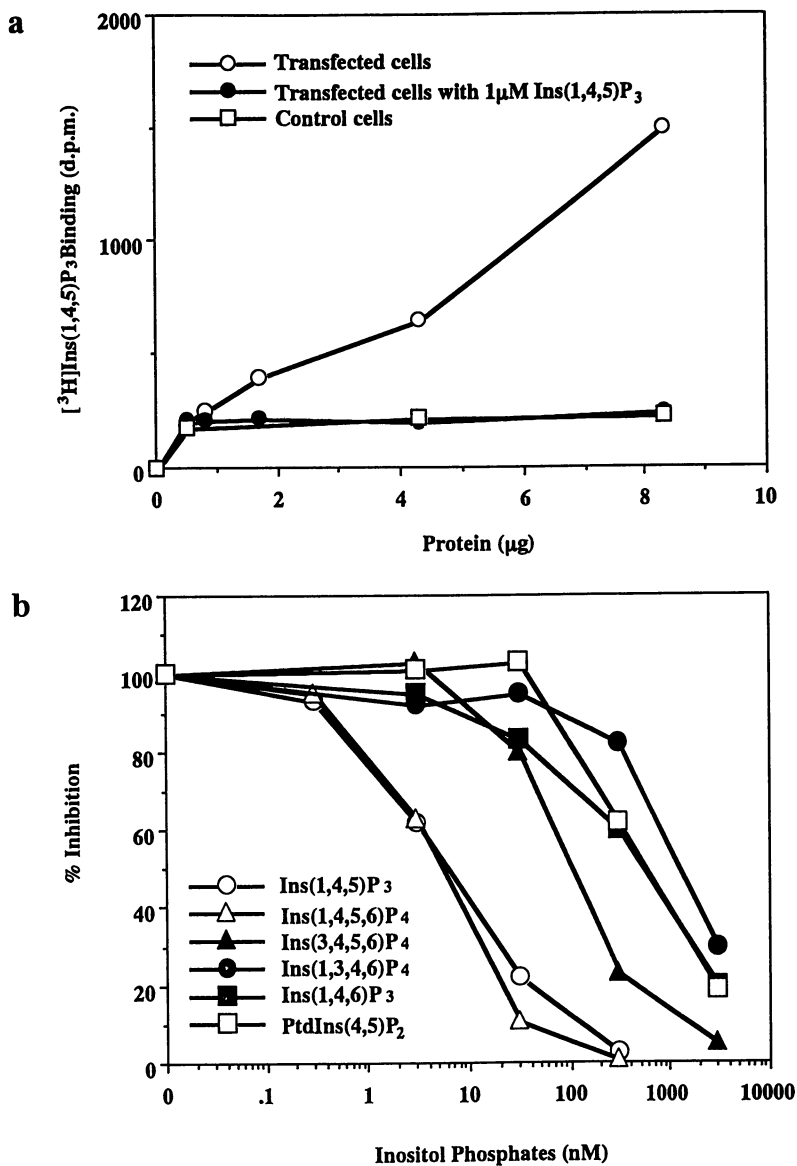 a
2000
1000
0
[³H]Ins(1,4,5)P₃Binding (d.p.m.)
Transfected cells
Transfected cells with 1μM Ins(1,4,5)P₃
Control cells
0 2 4 6 8 10
Protein (μg)
b
120
100
80
60
40
20
0
% Inhibition
Ins(1,4,5)P₃
Ins(1,4,5,6)P₄
Ins(3,4,5,6)P₄
Ins(1,3,4,6)P₄
Ins(1,4,6)P₃
PtdIns(4,5)P₂
0 .1 1 10 100 1000 10000
Inositol Phosphates (nM)